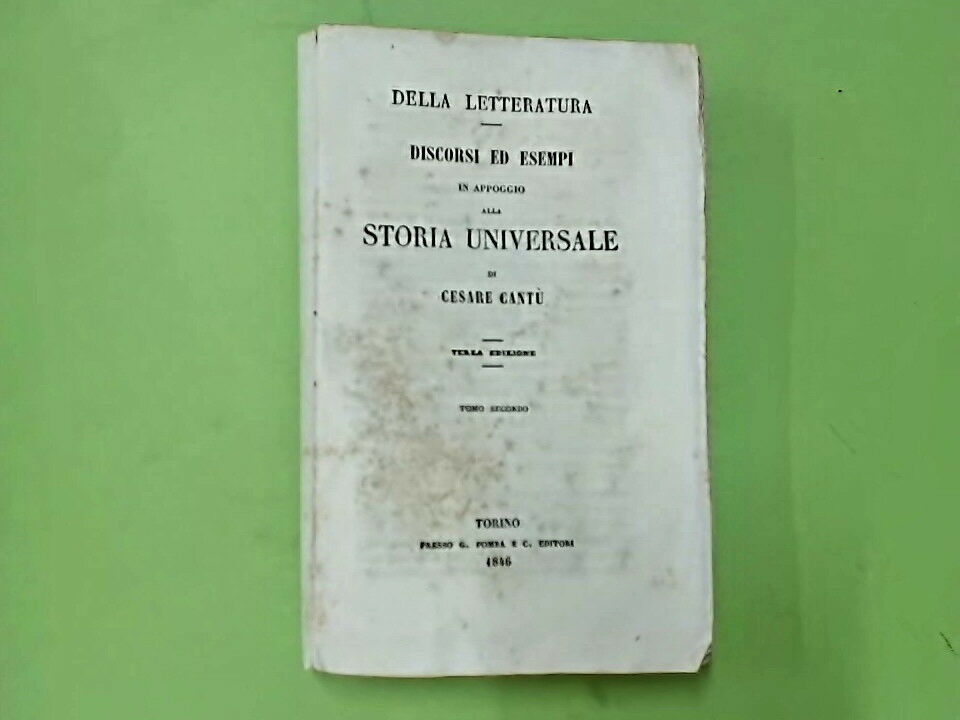 DELLA LETTERATURA
DISCORSI ED ESEMPI
IN APPOGGIO
ALLA
STORIA UNIVERSALE
DI
CESARE CANTÙ
TERZA EDIZIONE
TOMO SECONDO
TORINO
PRESSO G. POMBA E C. EDITORI
1846